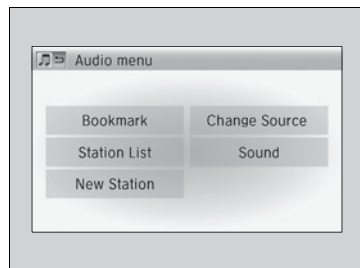 Audio menu
Bookmark
Change Source
Station List
Sound
New Station